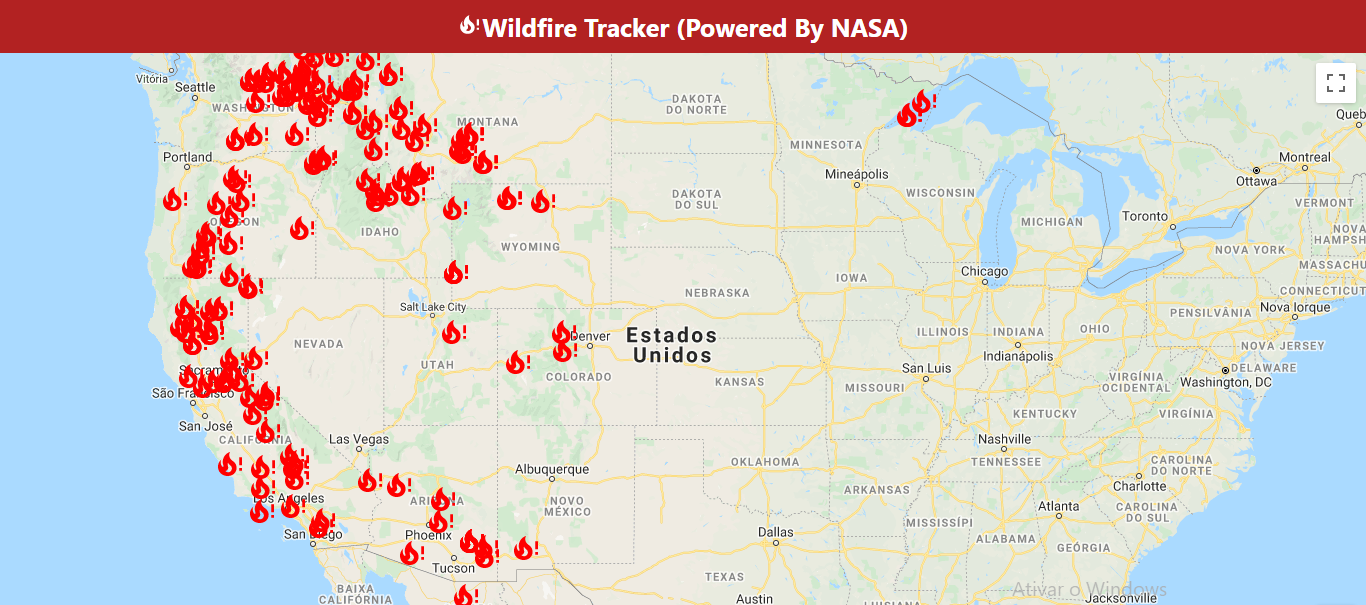 Wildfire Tracker (Powered By NASA)
Vitória
Seattle
WASHINGTON
MONTANA
DAKOTA
DO NORTE
MINNESOTA
Queb
Montreal
Ottawa
Portland
Mineápolis
DAKOTA
DO SUL
WISCONSIN
VERMONT
MICHIGAN
Toronto
OREGON
IDAHO
WYOMING
NOVA
HAMPSH
NOVA YORK
MASSACHU
Chicago
IOWA
CONNECTICUT
NEBRASKA
Salt Lake City
Nova Iorque
PENSILVÂNIA
NEVADA
Denver
Estados
Unidos
ILLINOIS
INDIANA
OHIO
Indianápolis
NOVA JERSEY
UTAH
COLORADO
KANSAS
San Luis
MISSOURI
VIRGÍNIA
OCIDENTAL
DELAWARE
Washington, DC
Sacramento
São Francisco
San José
KENTUCKY
VIRGÍNIA
CALIFÓRNIA
Las Vegas
Nashville
TENNESSEE
Albuquerque
OKLAHOMA
CAROLINA
DO NORTE
Charlotte
Los Angeles
ARIZONA
NOVO
MÉXICO
ARKANSAS
Atlanta
CAROLINA
DO SUL
San Diego
Phoenix
Dallas
MISSISSÍPI
ALABAMA
GEÓRGIA
Tucson
TEXAS
BAIXA
CALIFÓRNIA
Austin
LOUISIANA
Ativar o Windows
Jacksonville